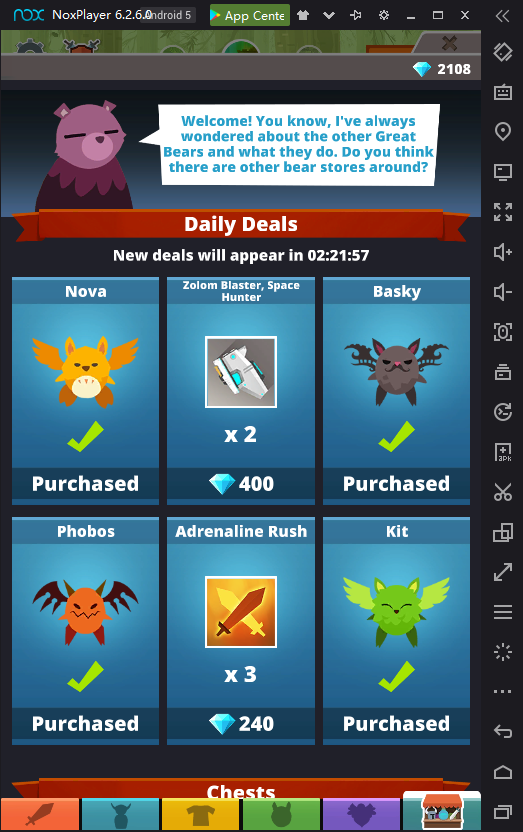 nox NoxPlayer 6.2.6.0 Android 5 App Cente
2108
Welcome! You know, I've always
wondered about the other Great
Bears and what they do. Do you think
there are other bear stores around?
Daily Deals
New deals will appear in 02:21:57
Nova
Zolom Blaster, Space
Hunter
Basky
x 2
Purchased
400
Purchased
Phobos
Adrenaline Rush
Kit
x 3
Purchased
240
Purchased
Chests
APK